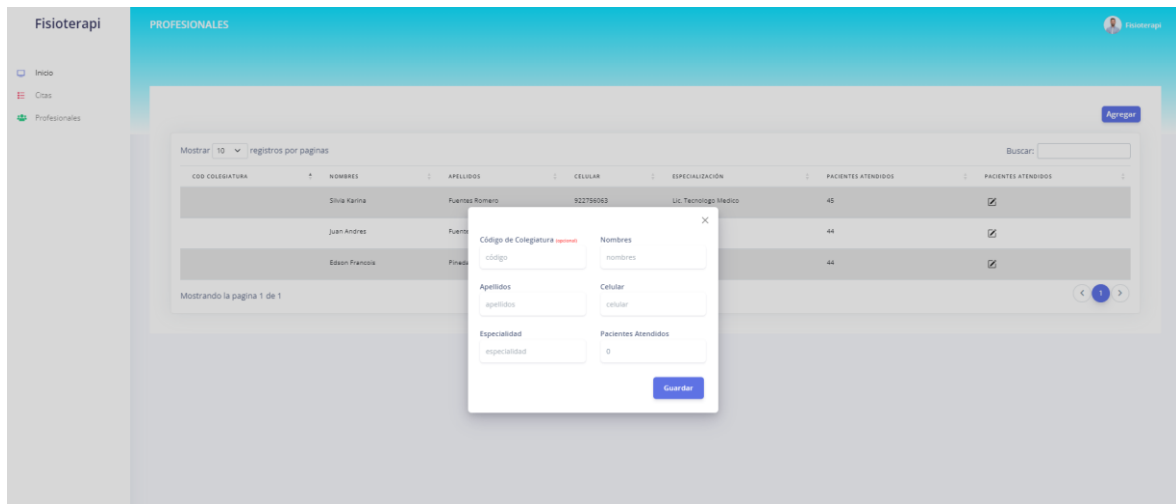 Fisioterapi
PROFESIONALES
Fisioterapi
Inicio
Citas
Profesionales
Agregar
Mostrar 10 registros por paginas
Buscar:
COD COLEGIATURA NOMBRES APELLIDOS CELULAR ESPECIALIZACIÓN PACIENTES ATENDIDOS PACIENTES ATENDIDOS
Silvia Karina Fuentes Romero 922756063 Lic. Tecnologo Medico 45
Juan Andres Fuente 44
Edson Francois Pineda 44
Mostrando la pagina 1 de 1
1
×
Código de Colegiatura (opcional) Nombres
código nombres
Apellidos Celular
apellidos celular
Especialidad Pacientes Atendidos
especialidad 0
Guardar